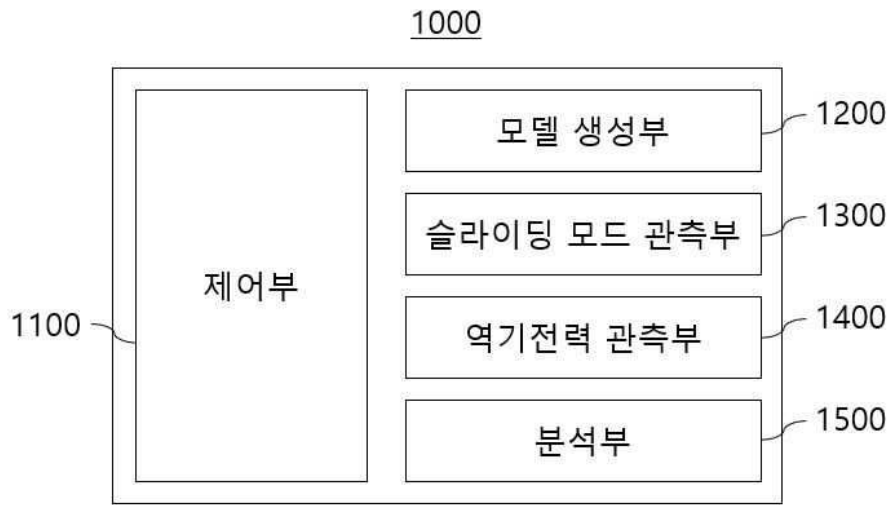 1000
모델 생성부
1200
슬라이딩 모드 관측부
1300
제어부
1100
역기전력 관측부
1400
분석부
1500